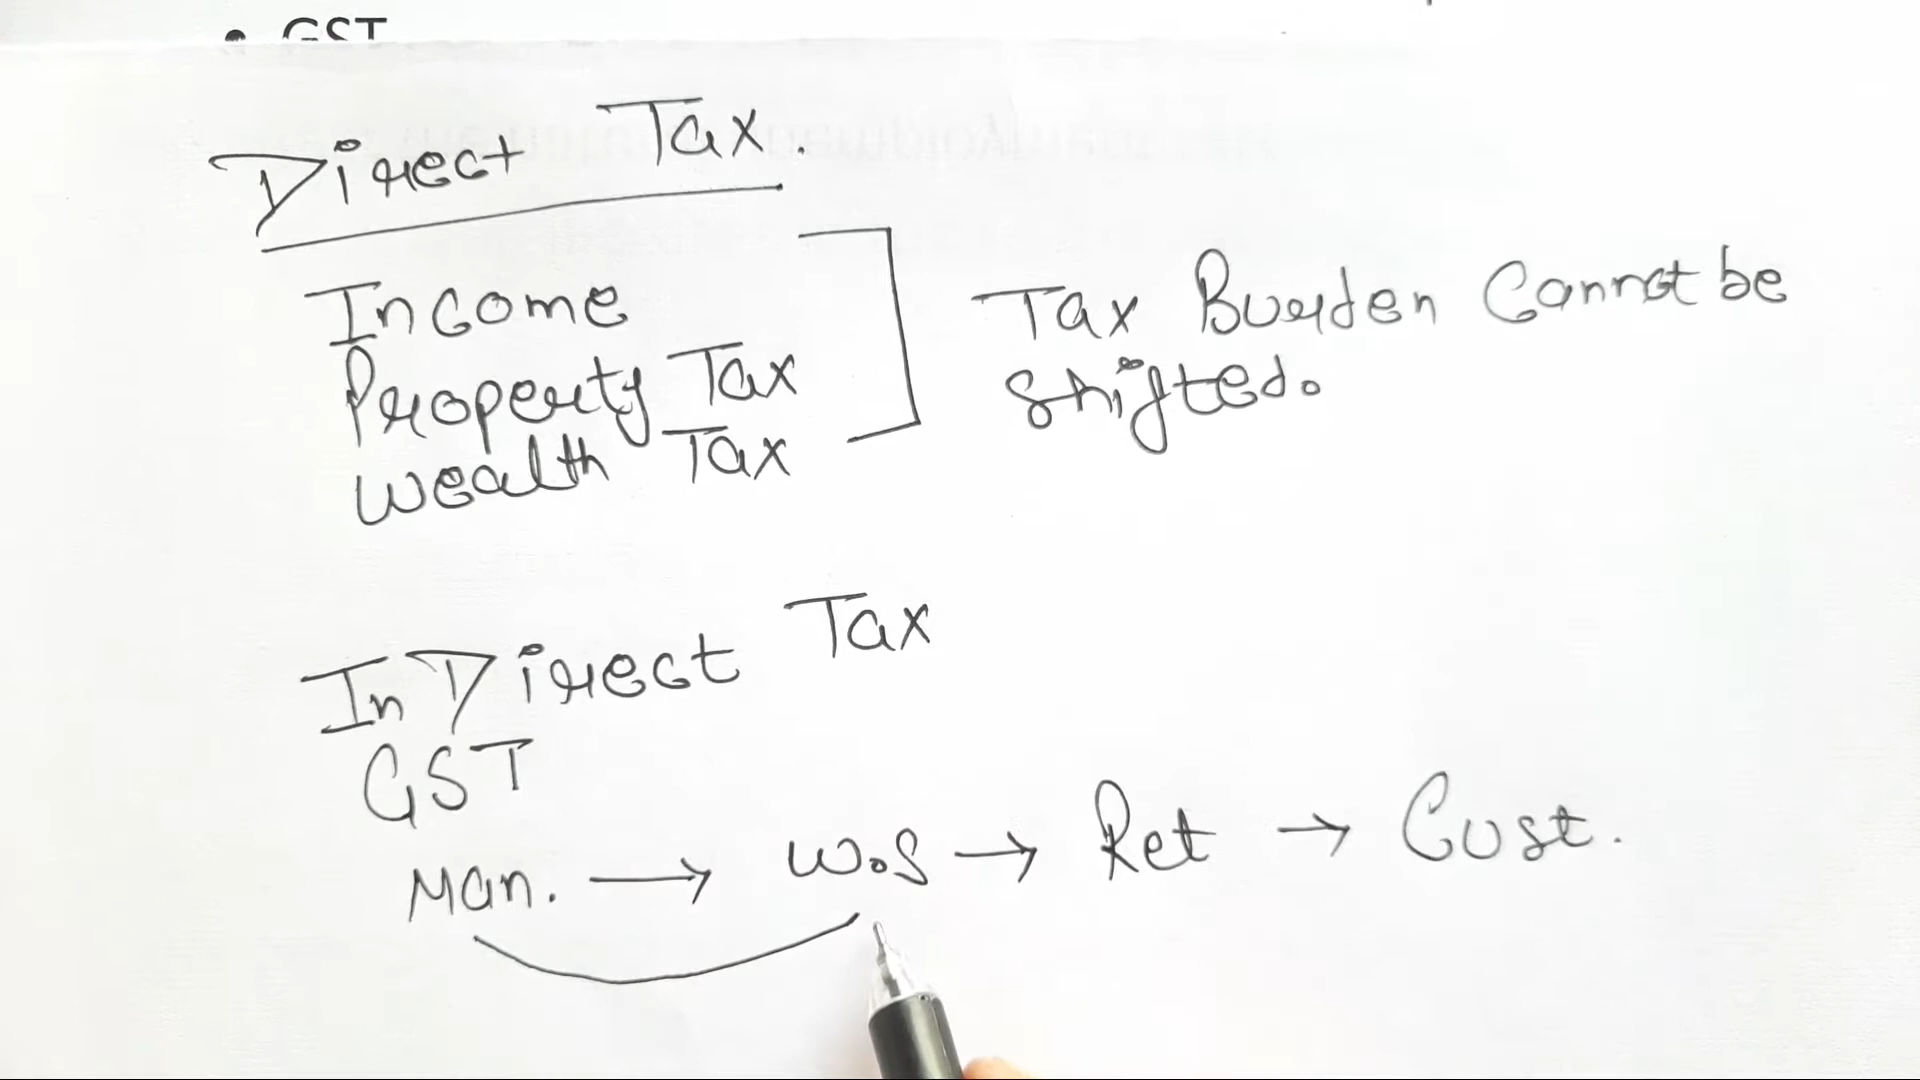 • GST
Direct Tax.
Income
Property Tax
Wealth Tax
Tax Burden Cannot be
Shifted.
InDirect Tax
GST
Man. → W.S → Ret → Cust.